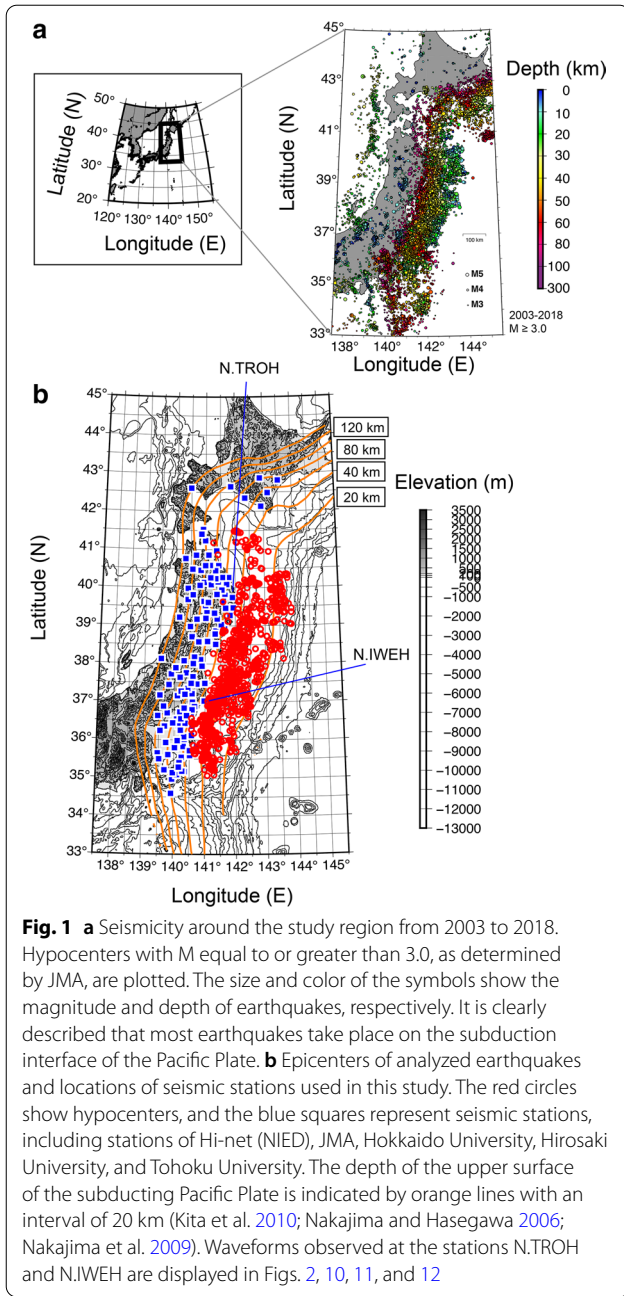 a
50°
40°
30°
20°
120° 130° 140° 150°
Latitude (N)
Longitude (E)
45°
43°
41°
39°
37°
35°
33°
138° 140° 142° 144°
Latitude (N)
Longitude (E)
100 km
M5
M4
M3
Depth (km)
0
10
20
30
40
50
60
80
100
300
2003-2018
M ≥ 3.0
N.TROH
b
45°
44°
43°
42°
41°
40°
39°
38°
37°
36°
35°
34°
33°
138° 139° 140° 141° 142° 143° 144° 145°
Latitude (N)
Longitude (E)
120 km
80 km
40 km
20 km
N.IWEH
Elevation (m)
3500
3000
2500
2000
1500
1000
−500
−1000
−2000
−3000
−4000
−5000
−6000
−7000
−8000
−9000
−10000
−11000
−12000
−13000
Fig. 1 a Seismicity around the study region from 2003 to 2018.
Hypocenters with M equal to or greater than 3.0, as determined
by JMA, are plotted. The size and color of the symbols show the
magnitude and depth of earthquakes, respectively. It is clearly
described that most earthquakes take place on the subduction
interface of the Pacific Plate. b Epicenters of analyzed earthquakes
and locations of seismic stations used in this study. The red circles
show hypocenters, and the blue squares represent seismic stations,
including stations of Hi-net (NIED), JMA, Hokkaido University, Hirosaki
University, and Tohoku University. The depth of the upper surface
of the subducting Pacific Plate is indicated by orange lines with an
interval of 20 km (Kita et al. 2010; Nakajima and Hasegawa 2006;
Nakajima et al. 2009). Waveforms observed at the stations N.TROH
and N.IWEH are displayed in Figs. 2, 10, 11, and 12